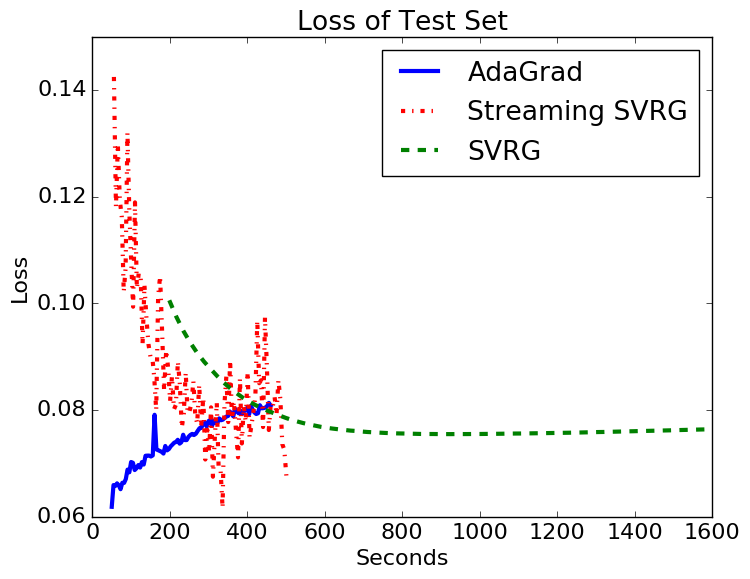 Loss of Test Set
AdaGrad
Streaming SVRG
SVRG
Loss
0.14
0.12
0.10
0.08
0.06
0 200 400 600 800 1000 1200 1400 1600
Seconds